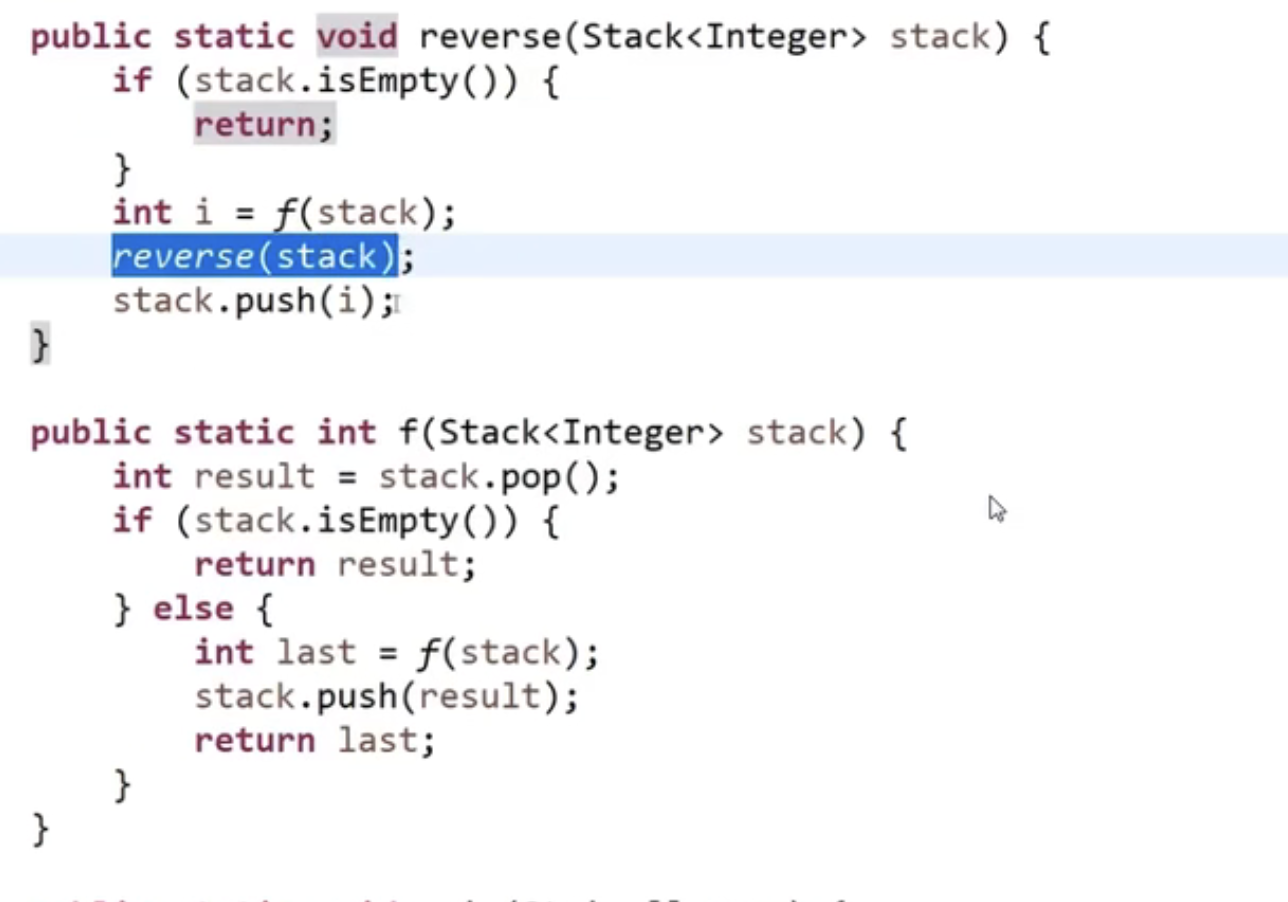 public static void reverse(Stack<Integer> stack) {
    if (stack.isEmpty()) {
        return;
    }
    int i = f(stack);
    reverse(stack);
    stack.push(i);
}

public static int f(Stack<Integer> stack) {
    int result = stack.pop();
    if (stack.isEmpty()) {
        return result;
    } else {
        int last = f(stack);
        stack.push(result);
        return last;
    }
}